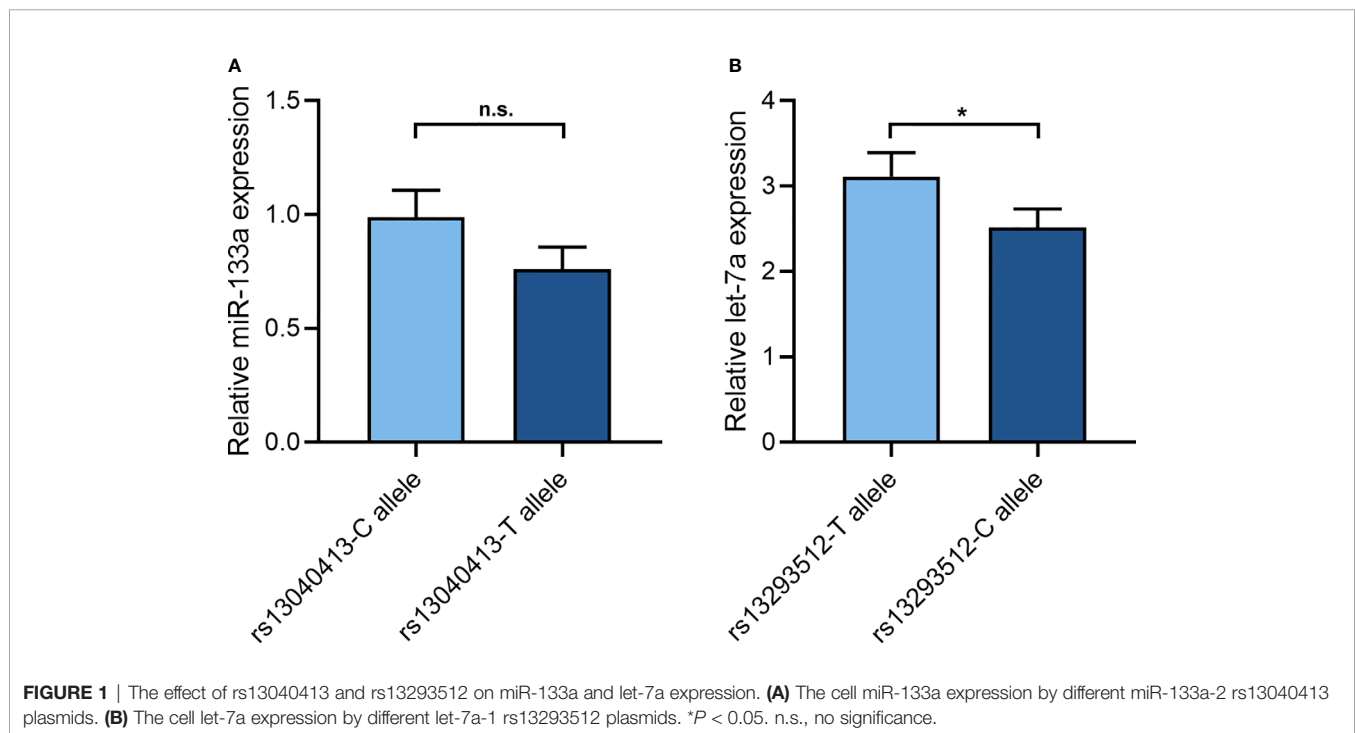 A
Relative miR-133a expression
1.5
1.0
0.5
0.0
n.s.
rs13040413-C allele
rs13040413-T allele
B
Relative let-7a expression
4
3
2
1
0
*
rs13293512-T allele
rs13293512-C allele
FIGURE 1 | The effect of rs13040413 and rs13293512 on miR-133a and let-7a expression. (A) The cell miR-133a expression by different miR-133a-2 rs13040413
plasmids. (B) The cell let-7a expression by different let-7a-1 rs13293512 plasmids. *P < 0.05. n.s., no significance.